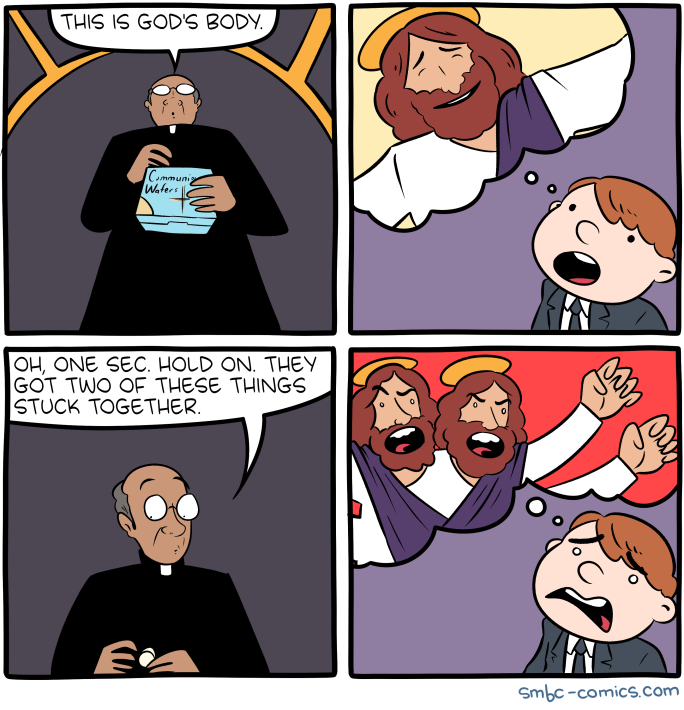 THIS IS GOD'S BODY.
Communion
Wafers
OH, ONE SEC. HOLD ON. THEY
GOT TWO OF THESE THINGS
STUCK TOGETHER.
smbc-comics.com